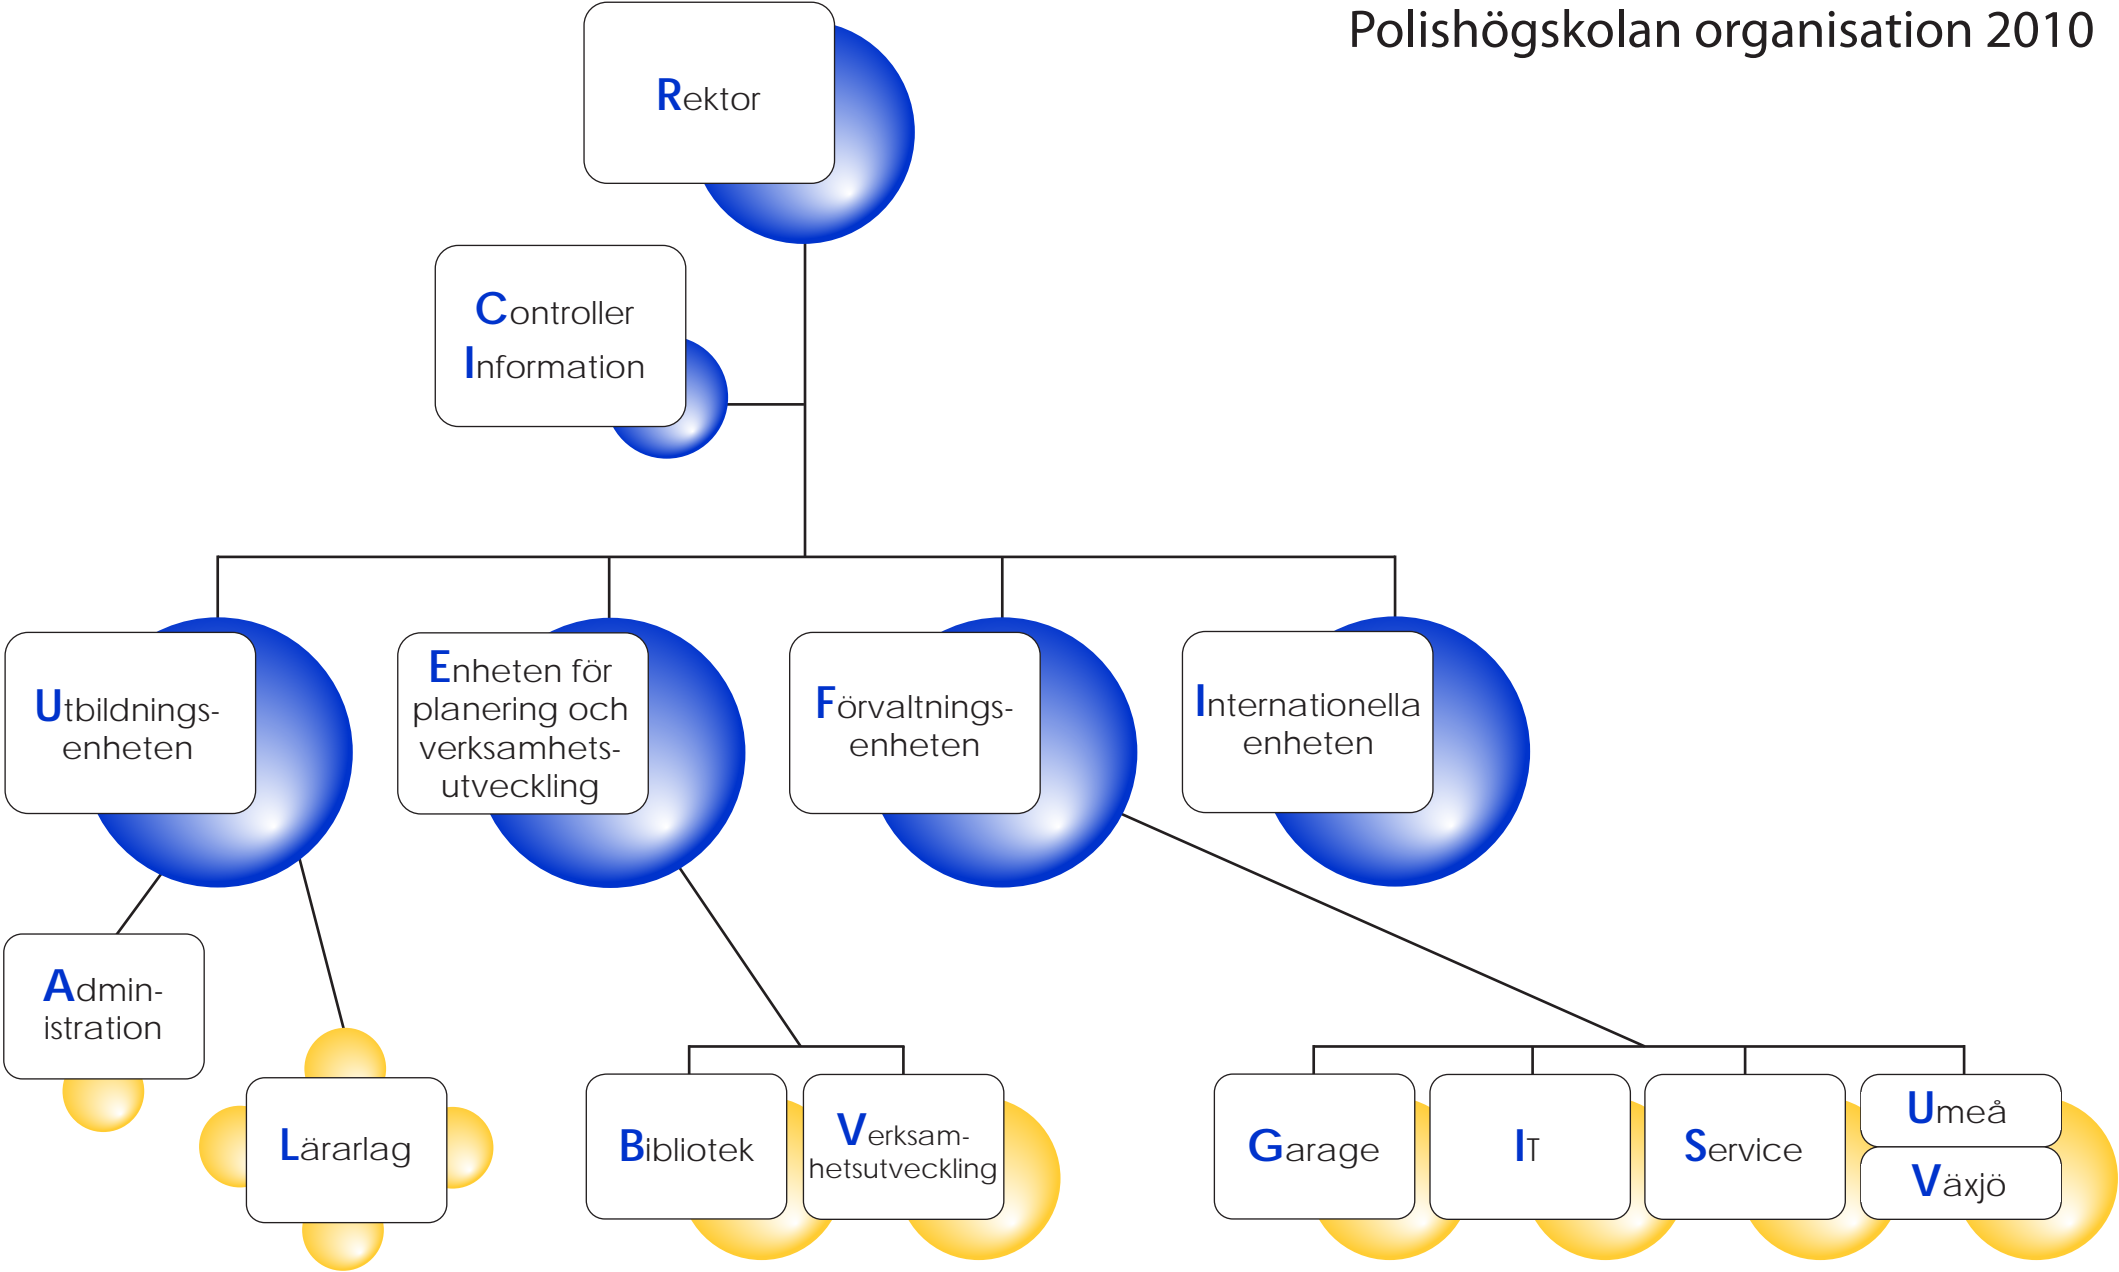 Polishögskolan organisation 2010
Rektor
Controller
Information
Utbildnings-
enheten
Enheten för
planering och
verksamhets-
utveckling
Förvaltnings-
enheten
Internationella
enheten
Admin-
istration
Lärarlag
Bibliotek
Verksam-
hetsutveckling
Garage
IT
Service
Umeå
Växjö